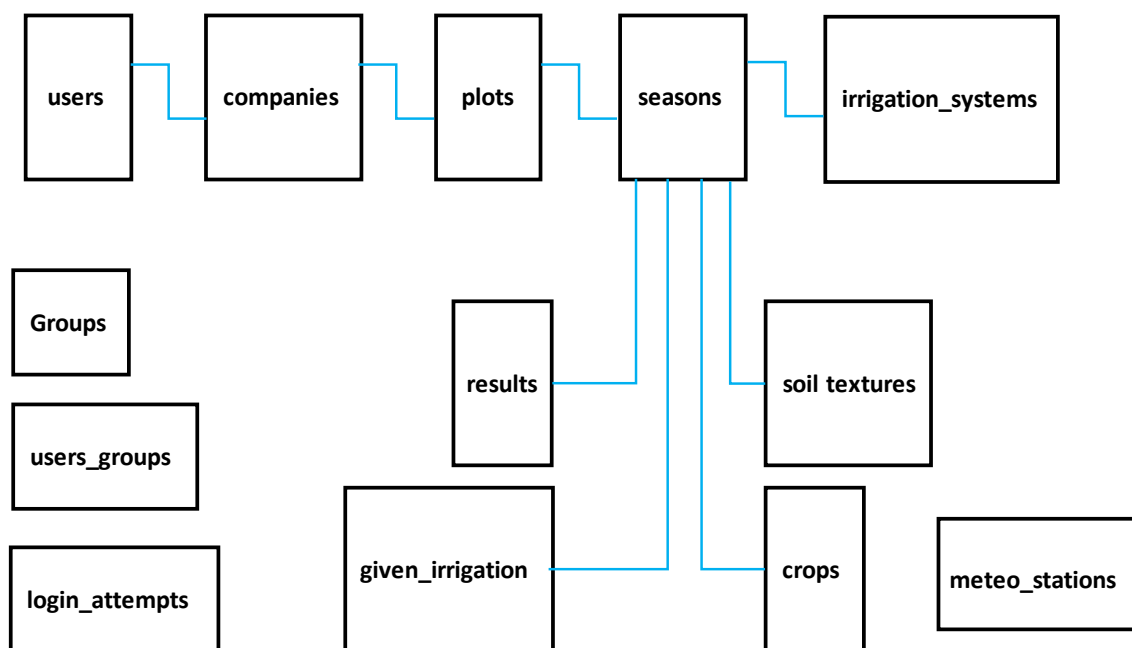 users
companies
plots
seasons
irrigation_systems
Groups
results
soil textures
users_groups
given_irrigation
crops
meteo_stations
login_attempts